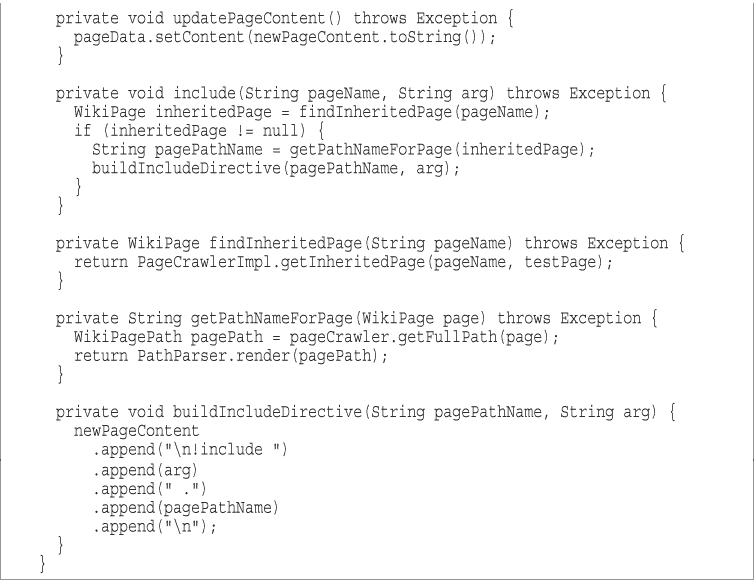 private void updatePageContent() throws Exception {
pageData.setContent(newPageContent.toString());
}
private void include(String pageName, String arg) throws Exception {
WikiPage inheritedPage = findInheritedPage(pageName);
if (inheritedPage != null) {
String pagePathName = getPathNameForPage(inheritedPage);
buildIncludeDirective(pagePathName, arg);
}
}
private WikiPage findInheritedPage(String pageName) throws Exception {
return PageCrawlerImpl.getInheritedPage(pageName, testPage);
}
private String getPathNameForPage(WikiPage page) throws Exception {
WikiPagePath pagePath = pageCrawler.getFullPath(page);
return PathParser.render(pagePath);
}
private void buildIncludeDirective(String pagePathName, String arg) {
newPageContent
.append("\n!include ")
.append(arg)
.append(" .")
.append(pagePathName)
.append("\n");
}
}